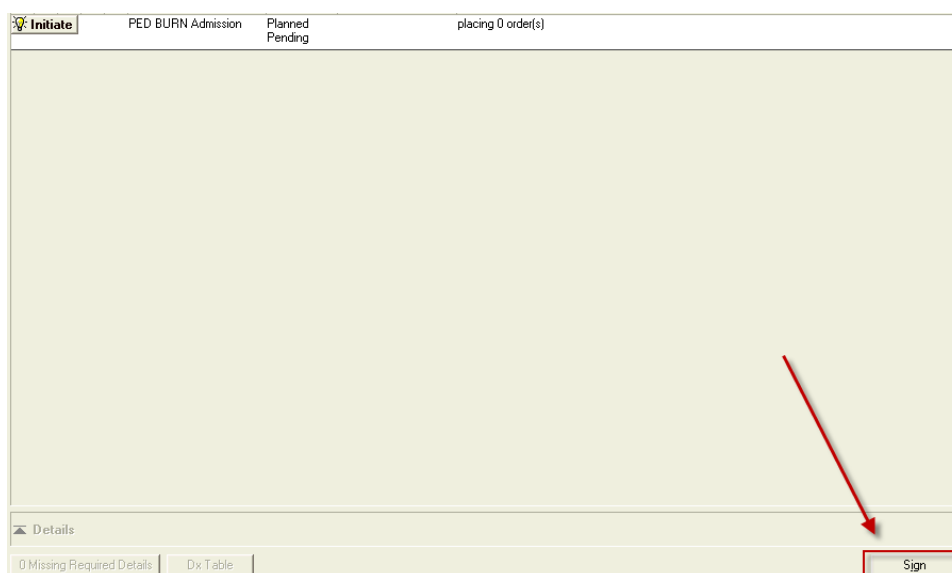 Initiate PED BURN Admission Planned placing 0 order(s)
Pending
Details
0 Missing Required Details Dx Table Sign